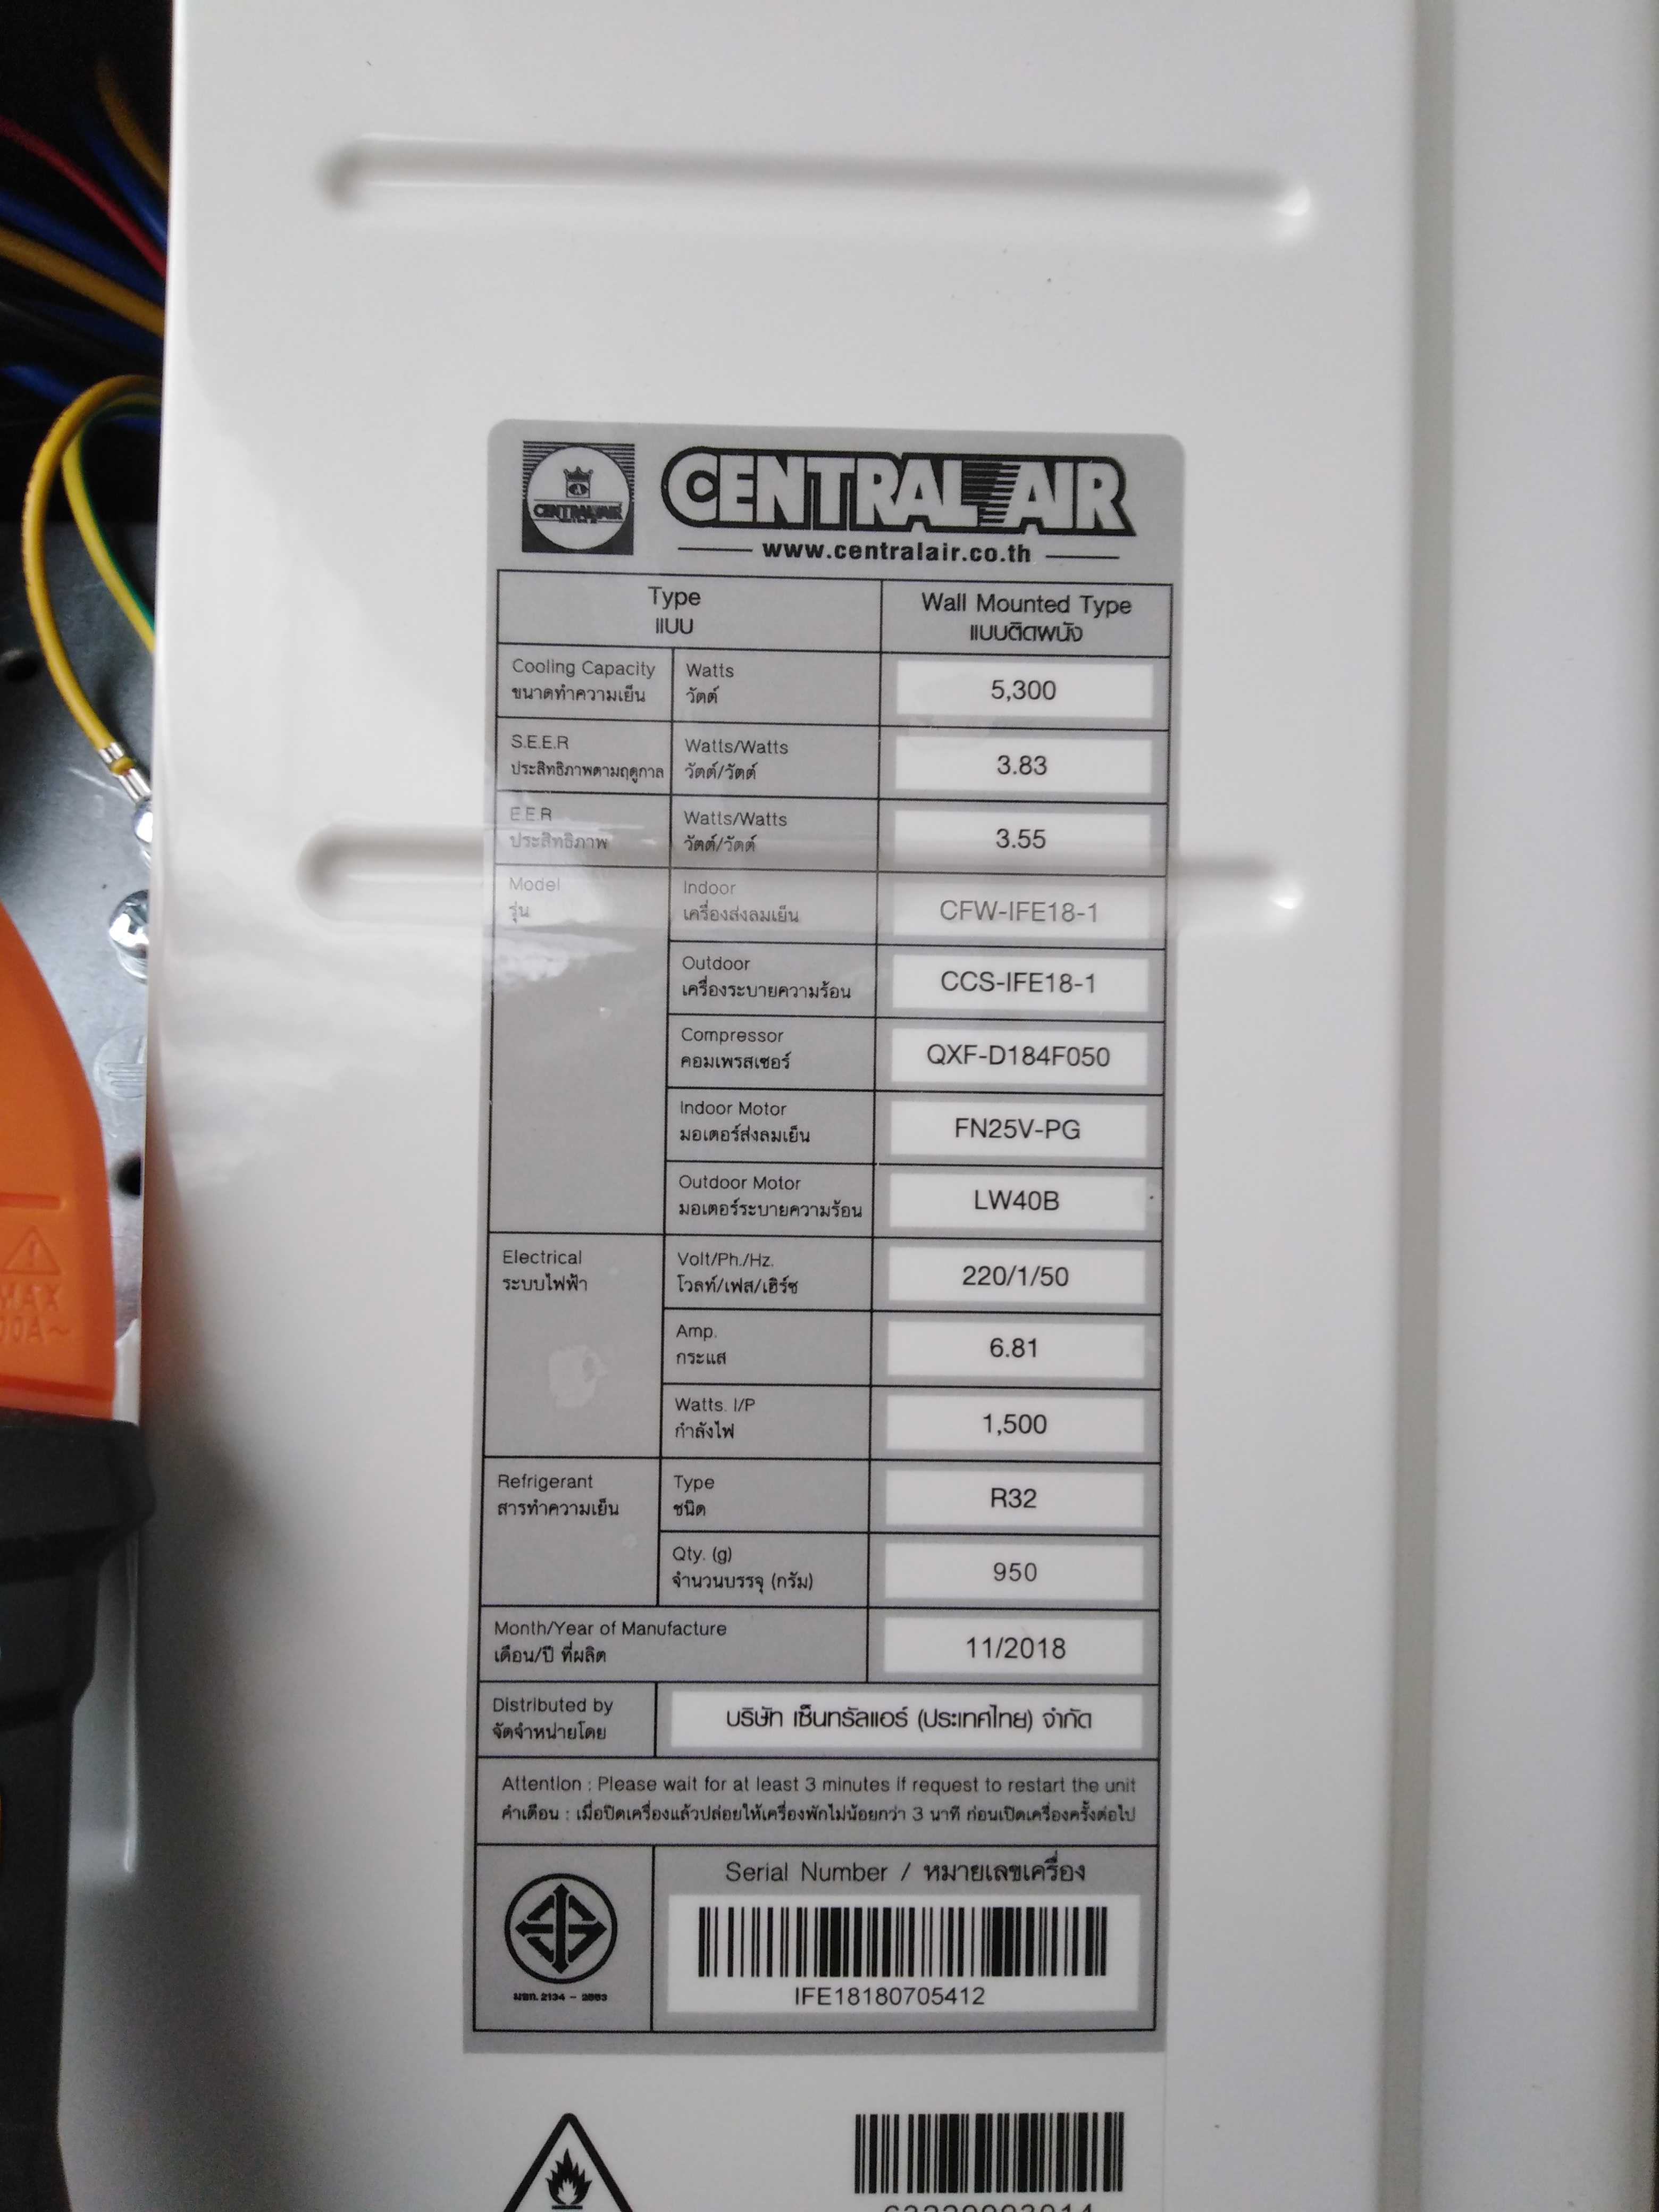 CENTRAL AIR
CENTRAL AIR
www.centralair.co.th
Type
แบบ
Wall Mounted Type
แบบติดผนัง
Cooling Capacity
ขนาดทำความเย็น
Watts
วัตต์
5,300
S.E.E.R
ประสิทธิภาพตามฤดูกาล
Watts/Watts
วัตต์/วัตต์
3.83
E.E.R
ประสิทธิภาพ
Watts/Watts
วัตต์/วัตต์
3.55
Model
รุ่น
Indoor
เครื่องส่งลมเย็น
CFW-IFE18-1
Outdoor
เครื่องระบายความร้อน
CCS-IFE18-1
Compressor
คอมเพรสเซอร์
QXF-D184F050
Indoor Motor
มอเตอร์ส่งลมเย็น
FN25V-PG
Outdoor Motor
มอเตอร์ระบายความร้อน
LW40B
Electrical
ระบบไฟฟ้า
Volt/Ph./Hz.
โวลท์/เฟส/เฮิร์ซ
220/1/50
Amp.
กระแส
6.81
Watts. I/P
กำลังไฟ
1,500
Refrigerant
สารทำความเย็น
Type
ชนิด
R32
Qty. (g)
จำนวนบรรจุ (กรัม)
950
Month/Year of Manufacture
เดือน/ปี ที่ผลิต
11/2018
Distributed by
จัดจำหน่ายโดย
บริษัท เซ็นทรัลแอร์ (ประเทศไทย) จำกัด
Attention : Please wait for at least 3 minutes if request to restart the unit
คำเตือน : เมื่อปิดเครื่องแล้วปล่อยให้เครื่องพักไม่น้อยกว่า 3 นาที ก่อนเปิดเครื่องครั้งต่อไป
Serial Number / หมายเลขเครื่อง
IFE18180705412
มอก. 2134 -
MAX